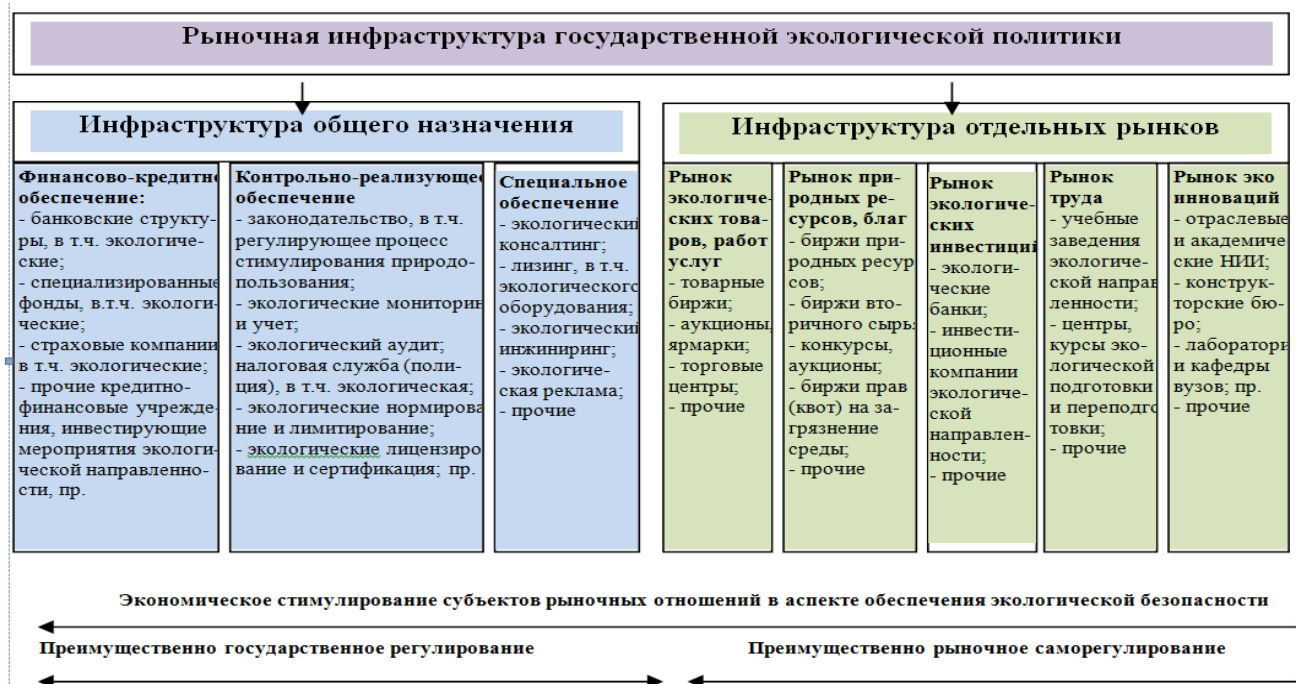 Рыночная инфраструктура государственной экологической политики
Инфраструктура общего назначения
Инфраструктура отдельных рынков
Финансово-кредитно
обеспечение:
- банковские структу-
ры, в т.ч. экологиче-
ские;
- специализированные
фонды, в.т.ч. экологи-
ческие;
- страховые компании
в т.ч. экологические;
- прочие кредитно-
финансовые учрежде-
ния, инвестирующие
мероприятия экологи-
ческой направленно-
сти, пр.
Контрольно-реализующее
обеспечение
- законодательство, в т.ч.
регулирующее процесс
стимулирования природо-
пользования;
- экологические мониторин
и учет;
- экологический аудит;
налоговая служба (поли-
ция), в т.ч. экологическая;
- экологические нормирова
ние и лимитирование;
- экологические лицензиро
вание и сертификация; пр.
Специальное
обеспечение
- экологический
консалтинг;
- лизинг, в т.ч.
экологического
оборудования;
- экологический
инжиниринг;
- экологиче-
ская реклама;
- прочие
Рынок
экологиче-
ских това-
ров, работ
услуг
- товарные
биржи;
- аукционы,
ярмарки;
- торговые
центры;
- прочие
Рынок при-
родных ре-
сурсов, благ
- биржи при-
родных ресур
сов;
- биржи вто-
ричного сырь
- конкурсы,
аукционы;
- биржи прав
(квот) на за-
грязнение
среды;
- прочие
Рынок
экологиче-
ских
инвестиций
- экологи-
ческие
банки;
- инвести-
ционные
компании
экологиче-
ской
направлен-
ности;
- прочие
Рынок
труда
- учебные
заведения
экологиче-
ской направ
ленности;
- центры,
курсы эко-
логической
подготовки
и переподго
товки;
- прочие
Рынок эко
инноваций
- отраслевые
и академиче
ские НИИ;
- конструк-
торские бю-
ро;
- лаборатори
и кафедры
вузов; пр.
- прочие
Экономическое стимулирование субъектов рыночных отношений в аспекте обеспечения экологической безопасности
Преимущественно государственное регулирование
Преимущественно рыночное саморегулирование